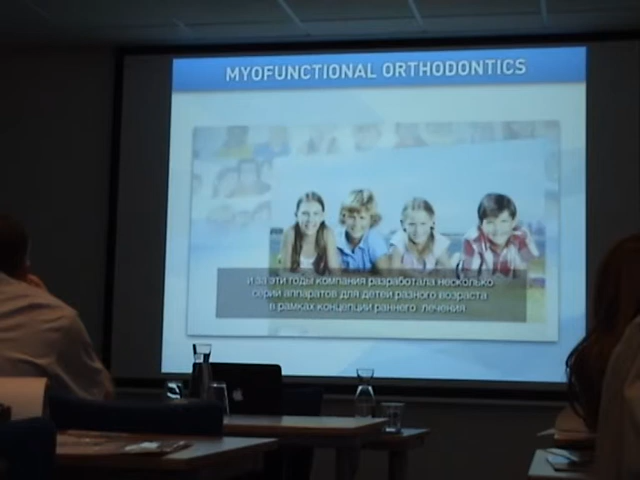 MYOFUNCTIONAL ORTHODONTICS
и за эти годы компания разработала несколько
серий аппаратов для детей разного возраста
в рамках концепции раннего лечения